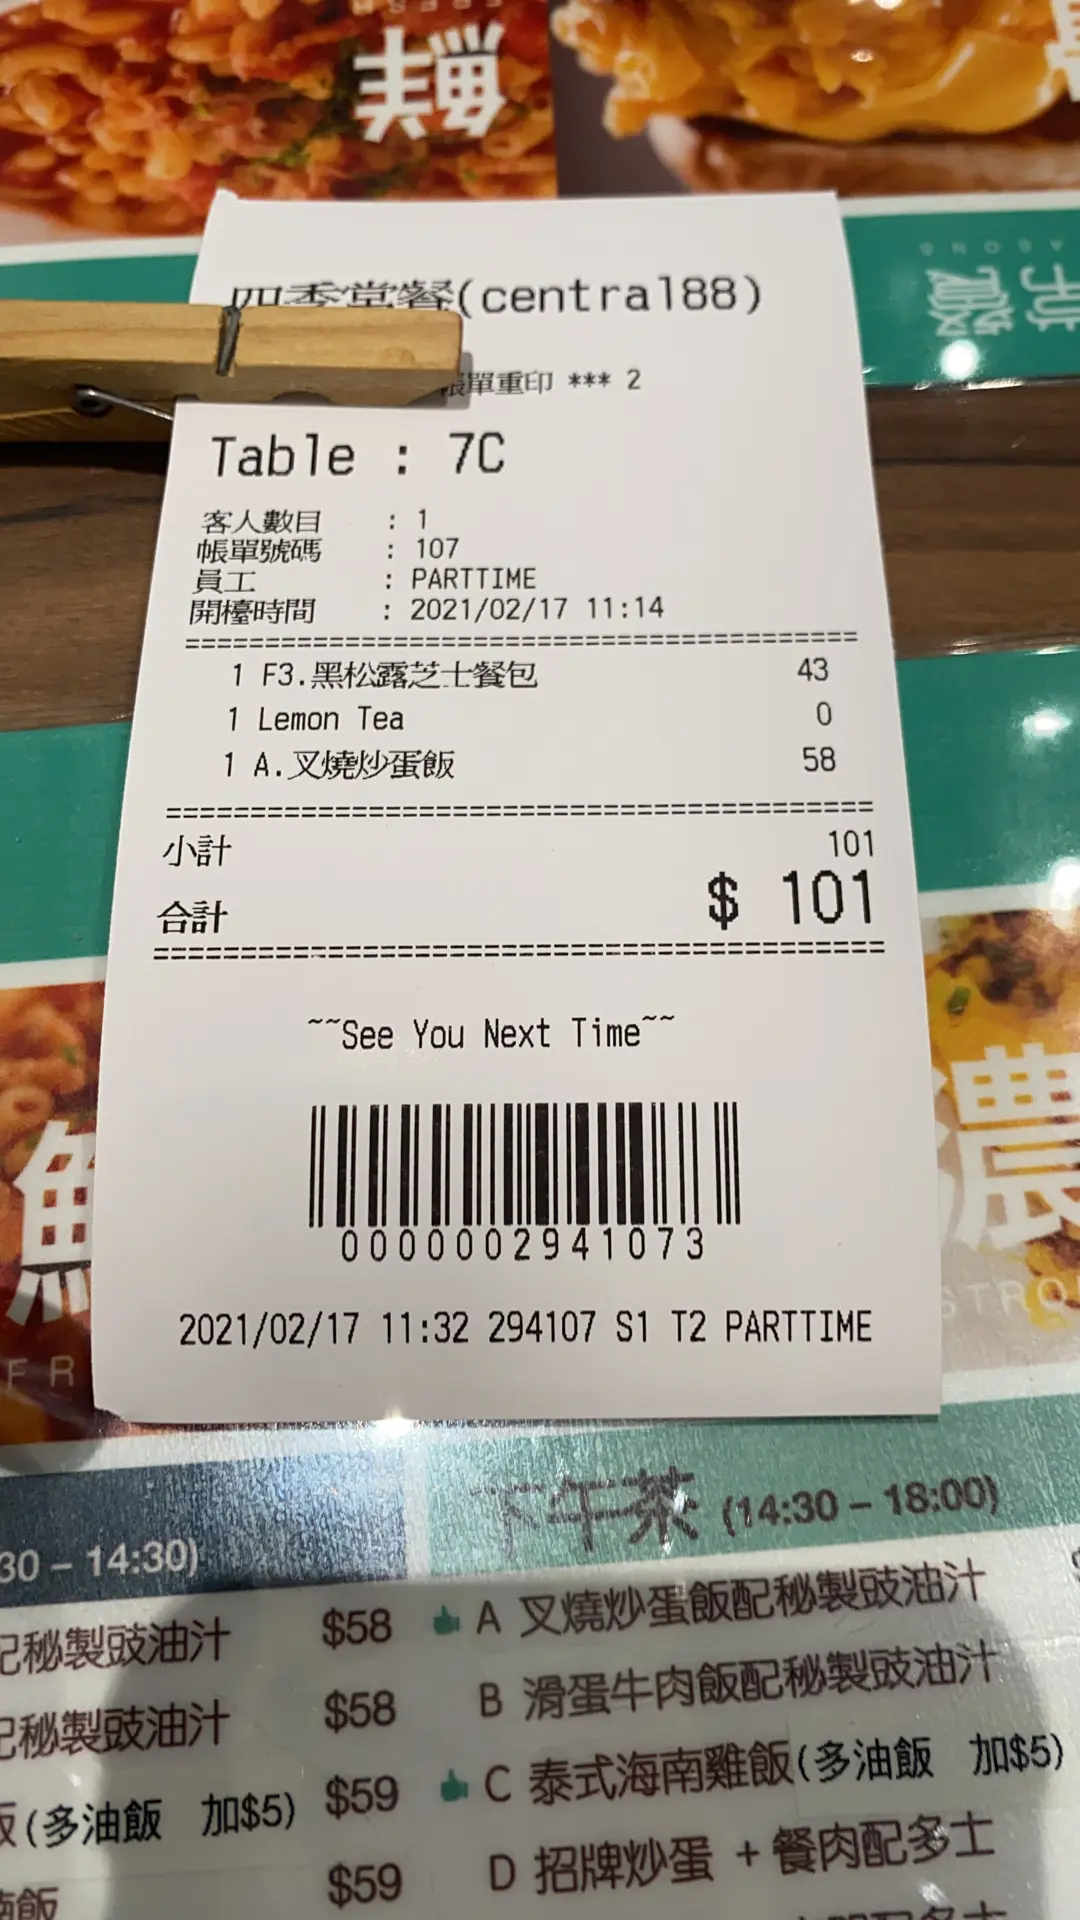 鮮
四季常餐(central88)
帳單重印 *** 2
Table : 7C
客人數目 : 1
帳單號碼 : 107
員工 : PARTTIME
開檯時間 : 2021/02/17 11:14
1 F3.黑松露芝士餐包 43
1 Lemon Tea 0
1 A.叉燒炒蛋飯 58
小計 101
合計 $ 101
~~See You Next Time~~
0000002941073
2021/02/17 11:32 294107 S1 T2 PARTTIME
濃
下午茶 (14:30 – 18:00)
30 – 14:30)
配秘製豉油汁 $58
配秘製豉油汁 $58
飯(多油飯 加$5) $59
$59
A 叉燒炒蛋飯配秘製豉油汁
B 滑蛋牛肉飯配秘製豉油汁
C 泰式海南雞飯(多油飯 加$5)
D 招牌炒蛋 + 餐肉配多士